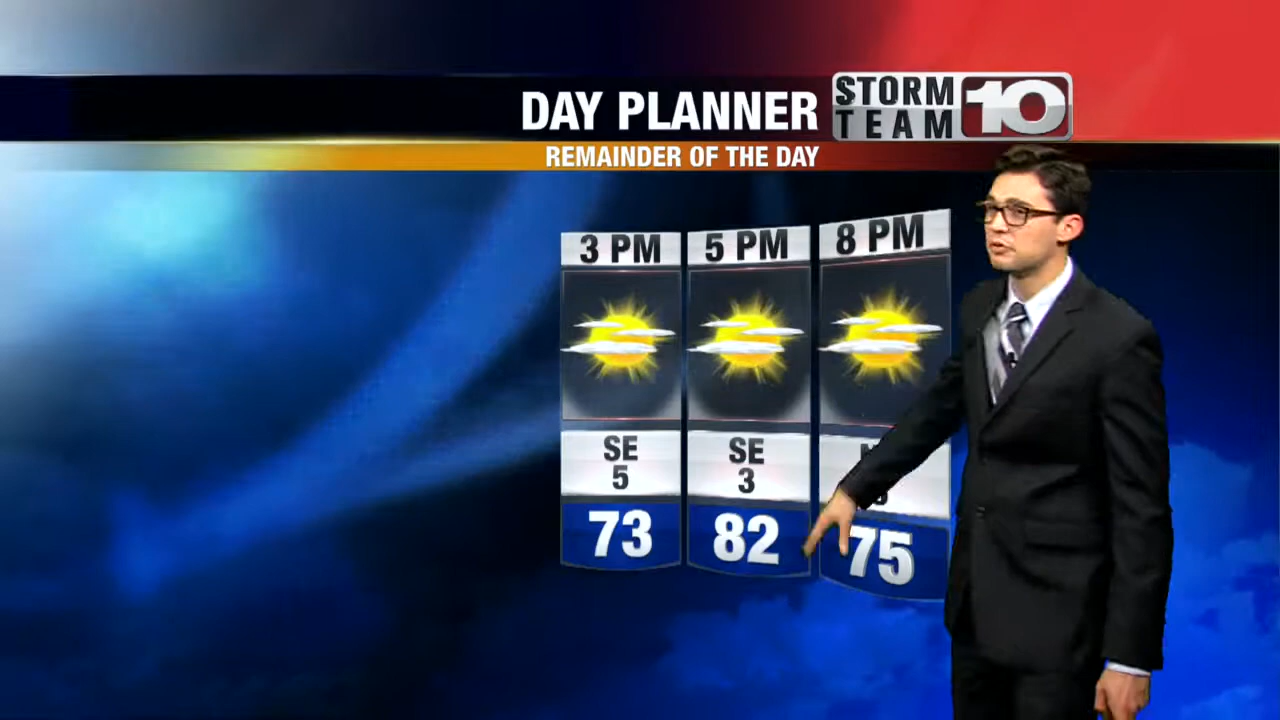 DAY PLANNER
STORM
TEAM
10
REMAINDER OF THE DAY
3 PM
5 PM
8 PM
SE
5
SE
3
73
82
75